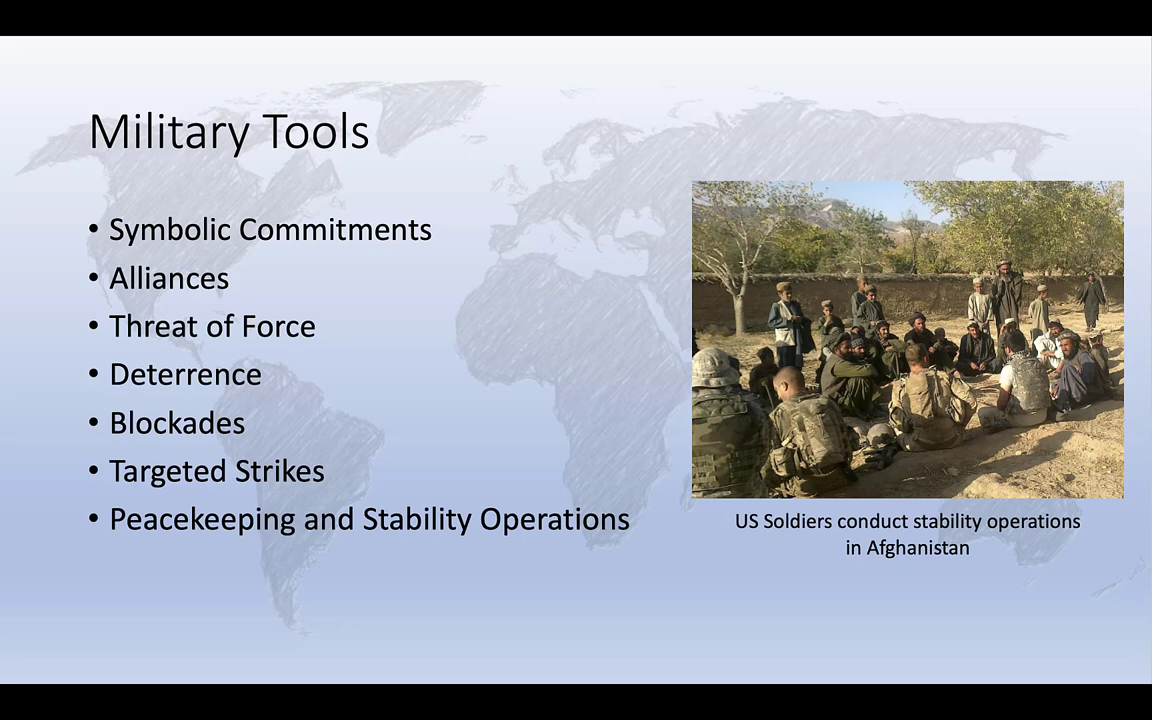 Military Tools
• Symbolic Commitments
• Alliances
• Threat of Force
• Deterrence
• Blockades
• Targeted Strikes
• Peacekeeping and Stability Operations
US Soldiers conduct stability operations
in Afghanistan